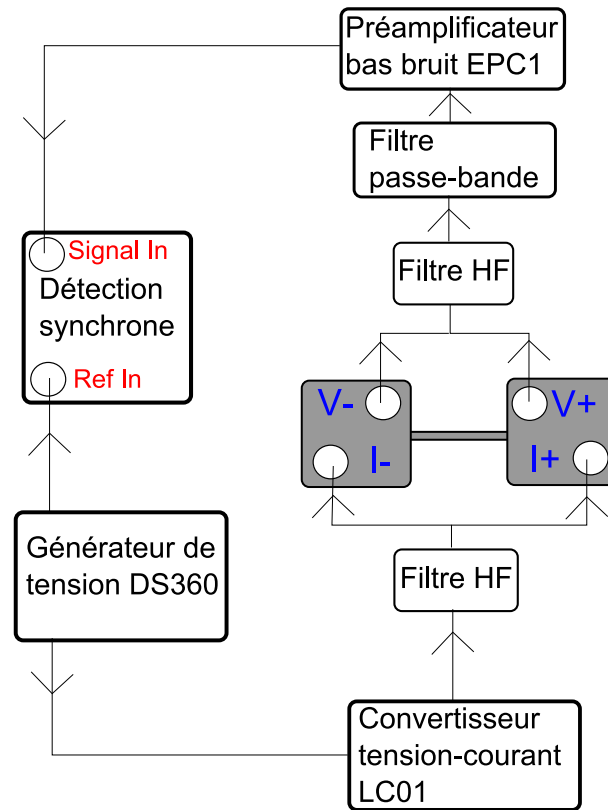 Préamplificateur
bas bruit EPC1
Filtre
passe-bande
Signal In
Détection
synchrone
Ref In
Filtre HF
V-
V+
I-
I+
Générateur de
tension DS360
Filtre HF
Convertisseur
tension-courant
LC01